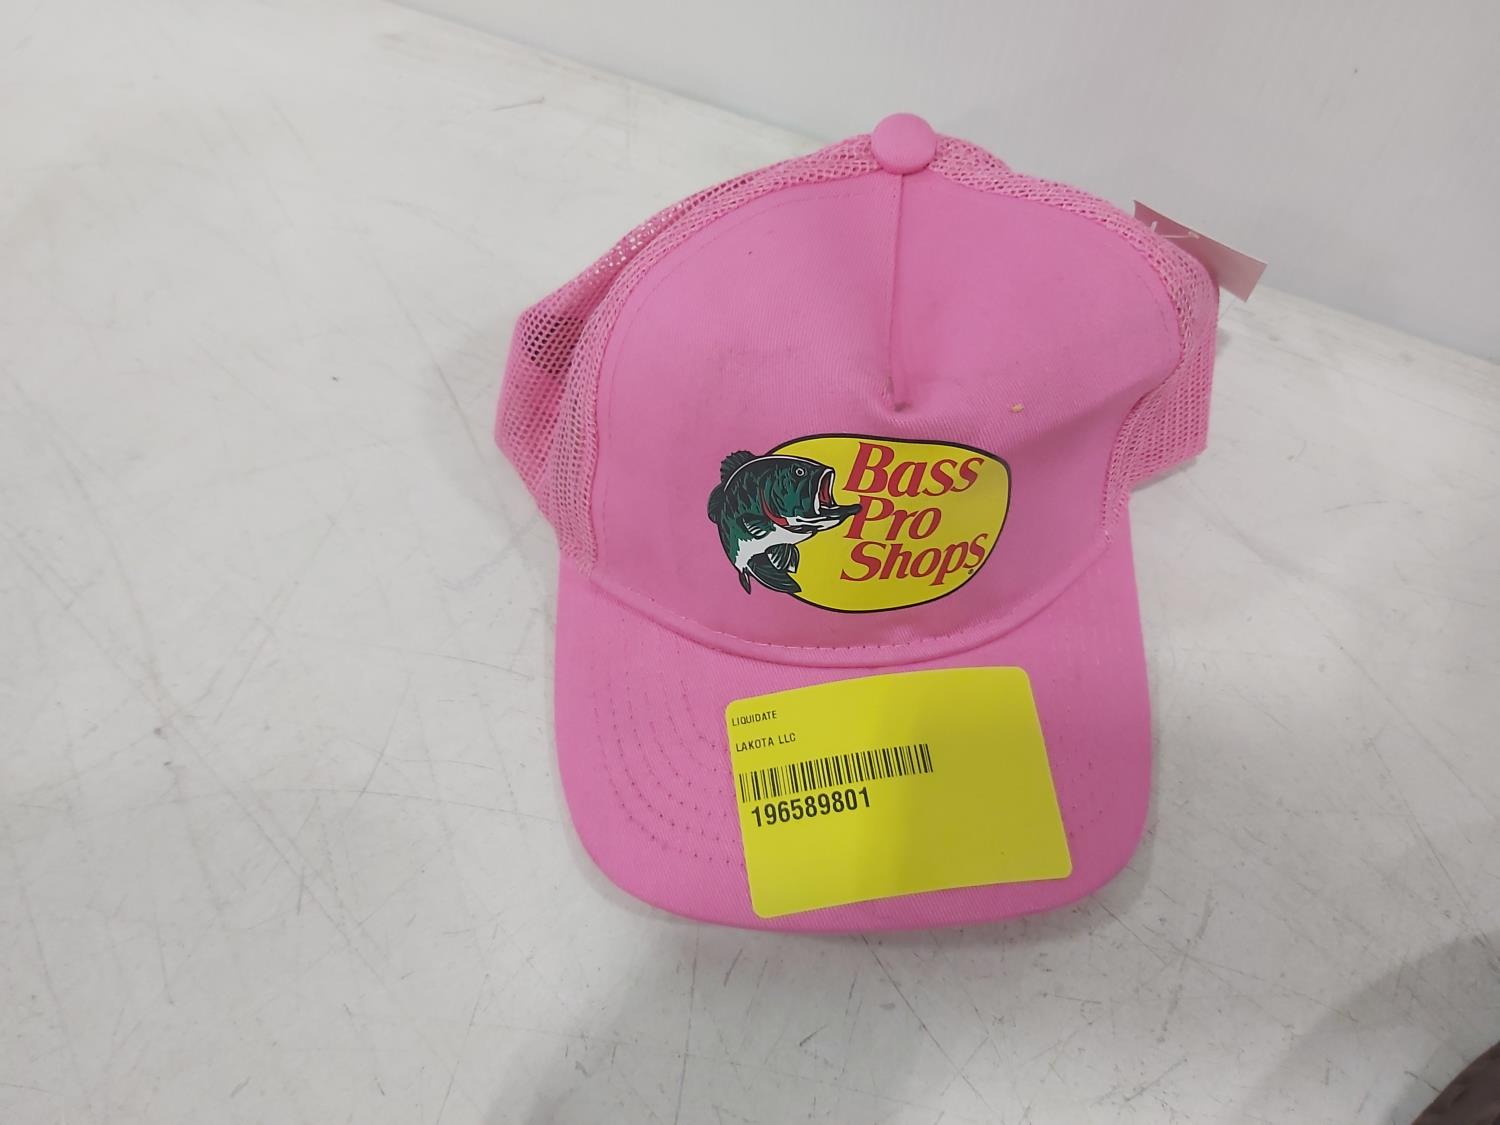 Bass
Pro
Shops®
LIQUIDATE
LAKOTA LLC
196589801